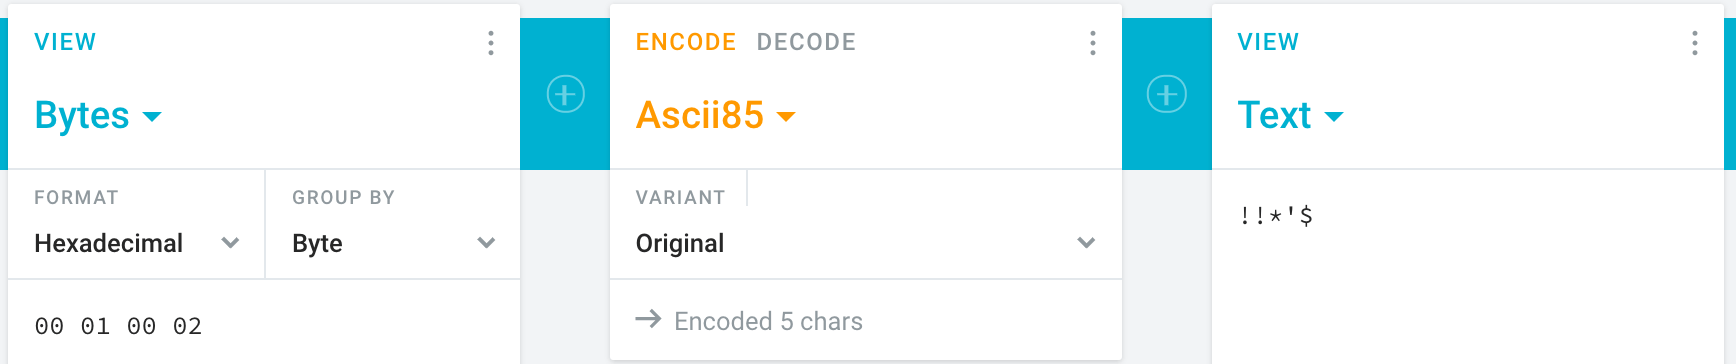 VIEW
Bytes
FORMAT
Hexadecimal
GROUP BY
Byte
00 01 00 02
ENCODE DECODE
Ascii85
VARIANT
Original
Encoded 5 chars
VIEW
Text
!!*'$